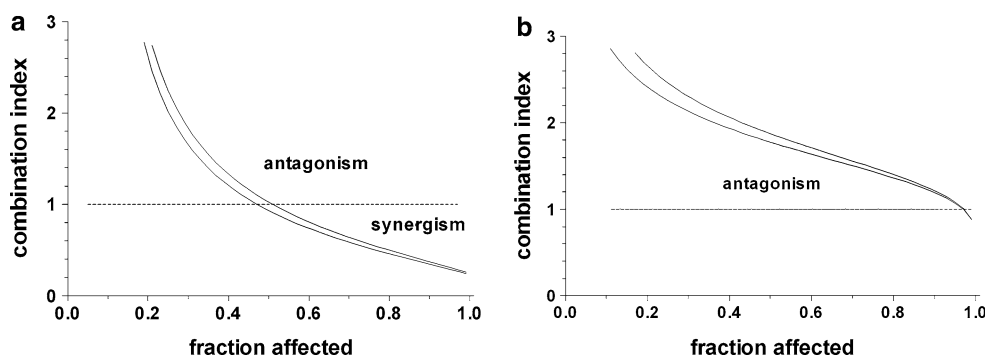 a
3
2
1
0
combination index
antagonism
synergism
0.0 0.2 0.4 0.6 0.8 1.0
fraction affected
b
3
2
1
0
combination index
antagonism
0.0 0.2 0.4 0.6 0.8 1.0
fraction affected